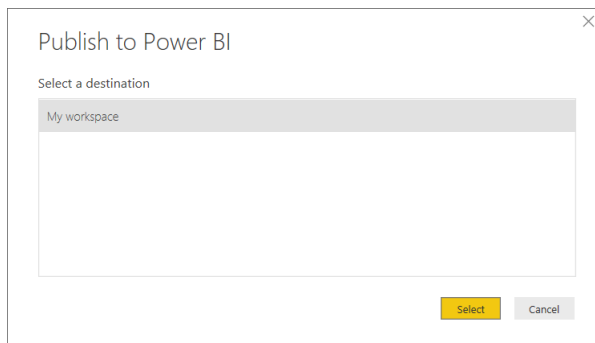 Publish to Power BI
Select a destination
My workspace
Select
Cancel